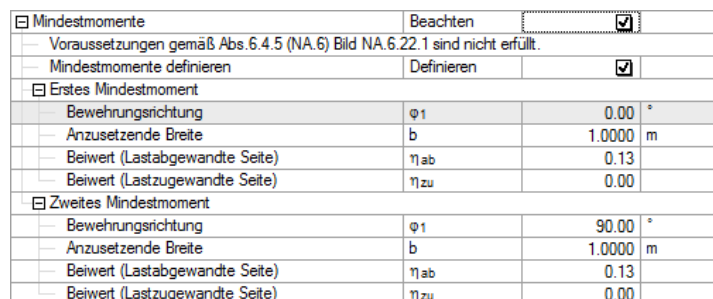 Mindestmomente Beachten
Voraussetzungen gemäß Abs.6.4.5 (NA.6) Bild NA.6.22.1 sind nicht erfüllt.
Mindestmomente definieren Definieren
Erstes Mindestmoment
Bewehrungsrichtung φ1 0.00 °
Anzusetzende Breite b 1.0000 m
Beiwert (Lastabgewandte Seite) ηab 0.13
Beiwert (Lastzugewandte Seite) ηzu 0.00
Zweites Mindestmoment
Bewehrungsrichtung φ1 90.00 °
Anzusetzende Breite b 1.0000 m
Beiwert (Lastabgewandte Seite) ηab 0.13
Beiwert (Lastzugewandte Seite) ηzu 0.00